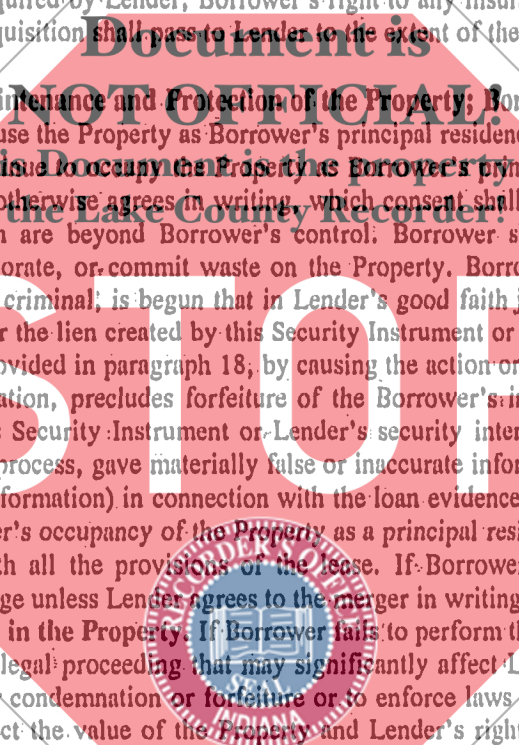 quired by Lender, Borrower's right to any insur
quisition shall pass to Lender to the extent of the
Document is
NOT OFFICIAL!
intenance and Protection of the Property; Bor
use the Property as Borrower's principal residenc
is Document is the property
inue to occupy the Property as Borrower's prin
the Lake County Recorder!
otherwise agrees in writing, which consent shall
h are beyond Borrower's control. Borrower s
orate, or commit waste on the Property. Borro
criminal, is begun that in Lender's good faith j
r the lien created by this Security Instrument or
ovided in paragraph 18, by causing the action or
STOP
ation, precludes forfeiture of the Borrower's in
s Security Instrument or Lender's security inter
process, gave materially false or inaccurate infor
formation) in connection with the loan evidence
er's occupancy of the Property as a principal resi
th all the provisions of the lease. If Borrower
ge unless Lender agrees to the merger in writing
in the Property. If Borrower fails to perform th
legal proceeding that may significantly affect L
r condemnation or forfeiture or to enforce laws
ct the value of the Property and Lender's right
RECORDER'S OFFICE
SEAL
INDIANA